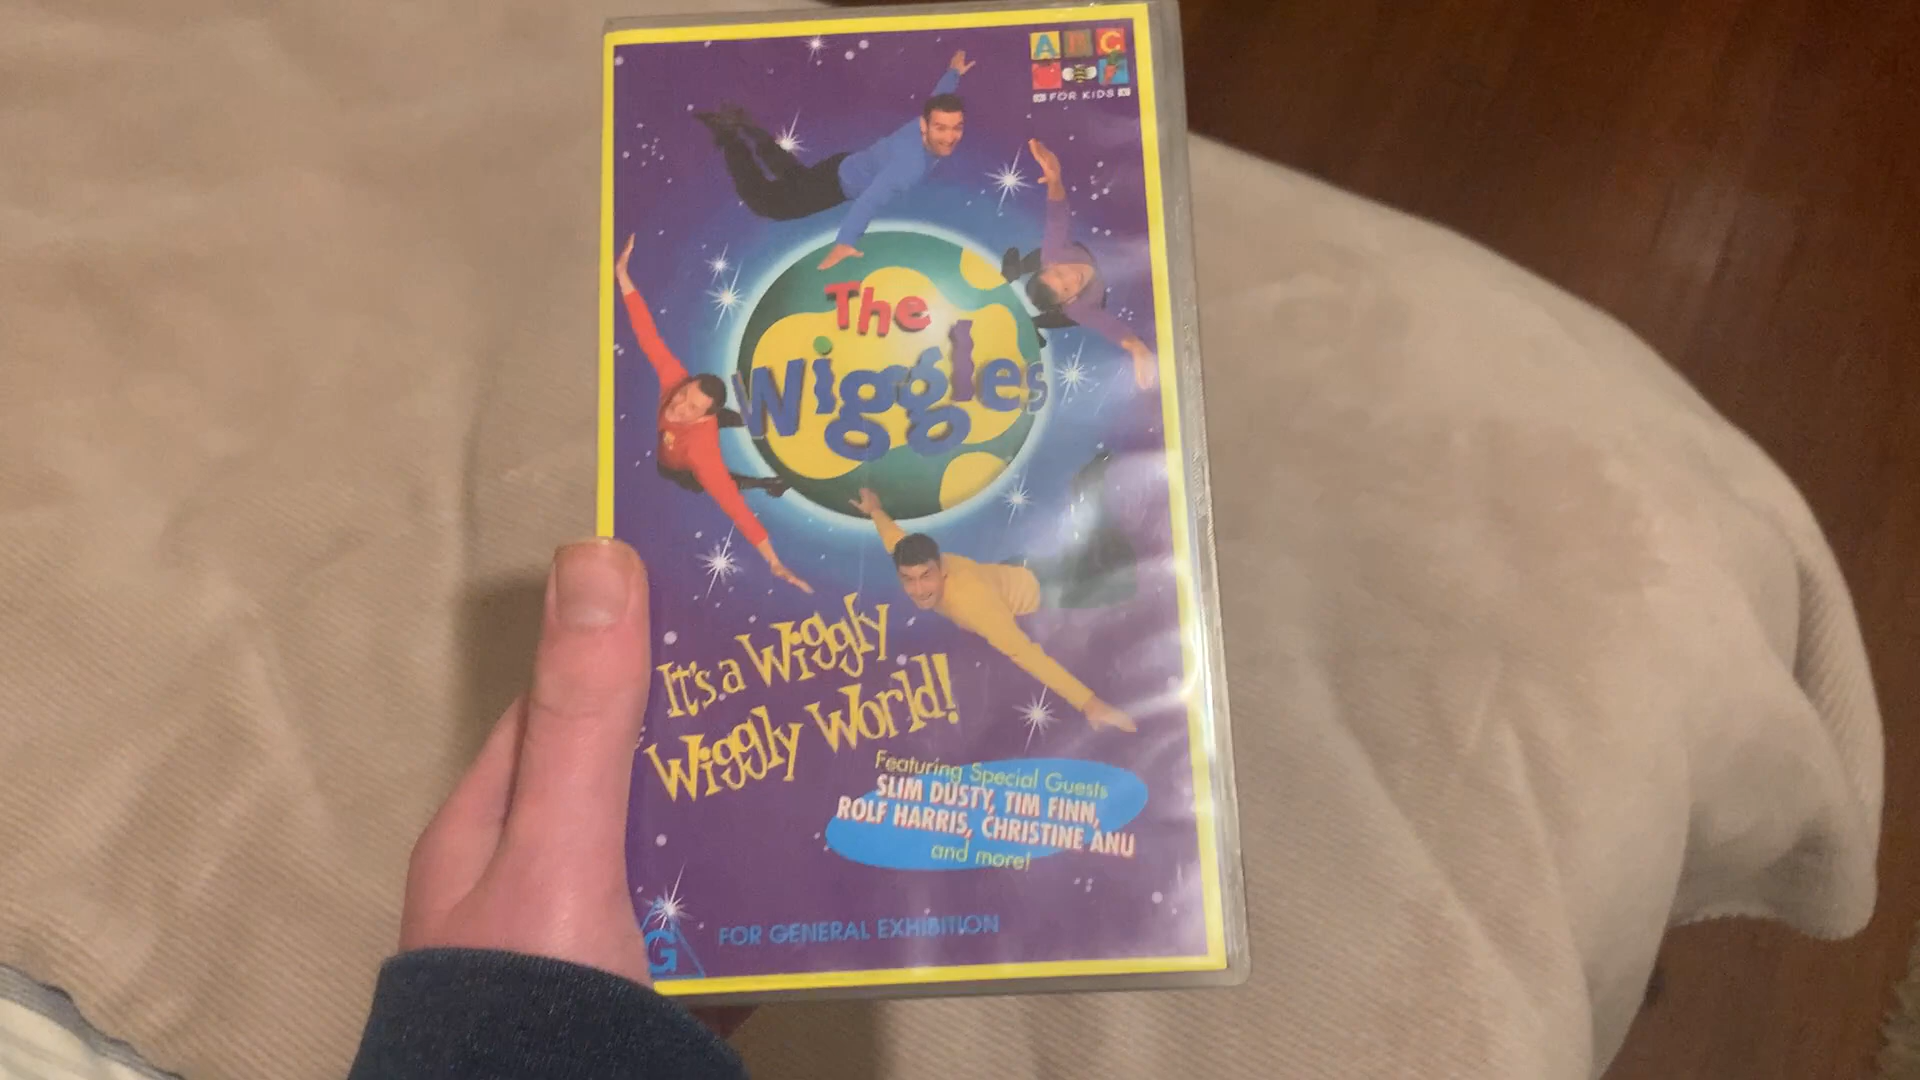 ABC
FOR KIDS
The
Wiggles
It's a Wiggly
Wiggly World!
Featuring Special Guests
SLIM DUSTY, TIM FINN,
ROLF HARRIS, CHRISTINE ANU
and more!
G
FOR GENERAL EXHIBITION